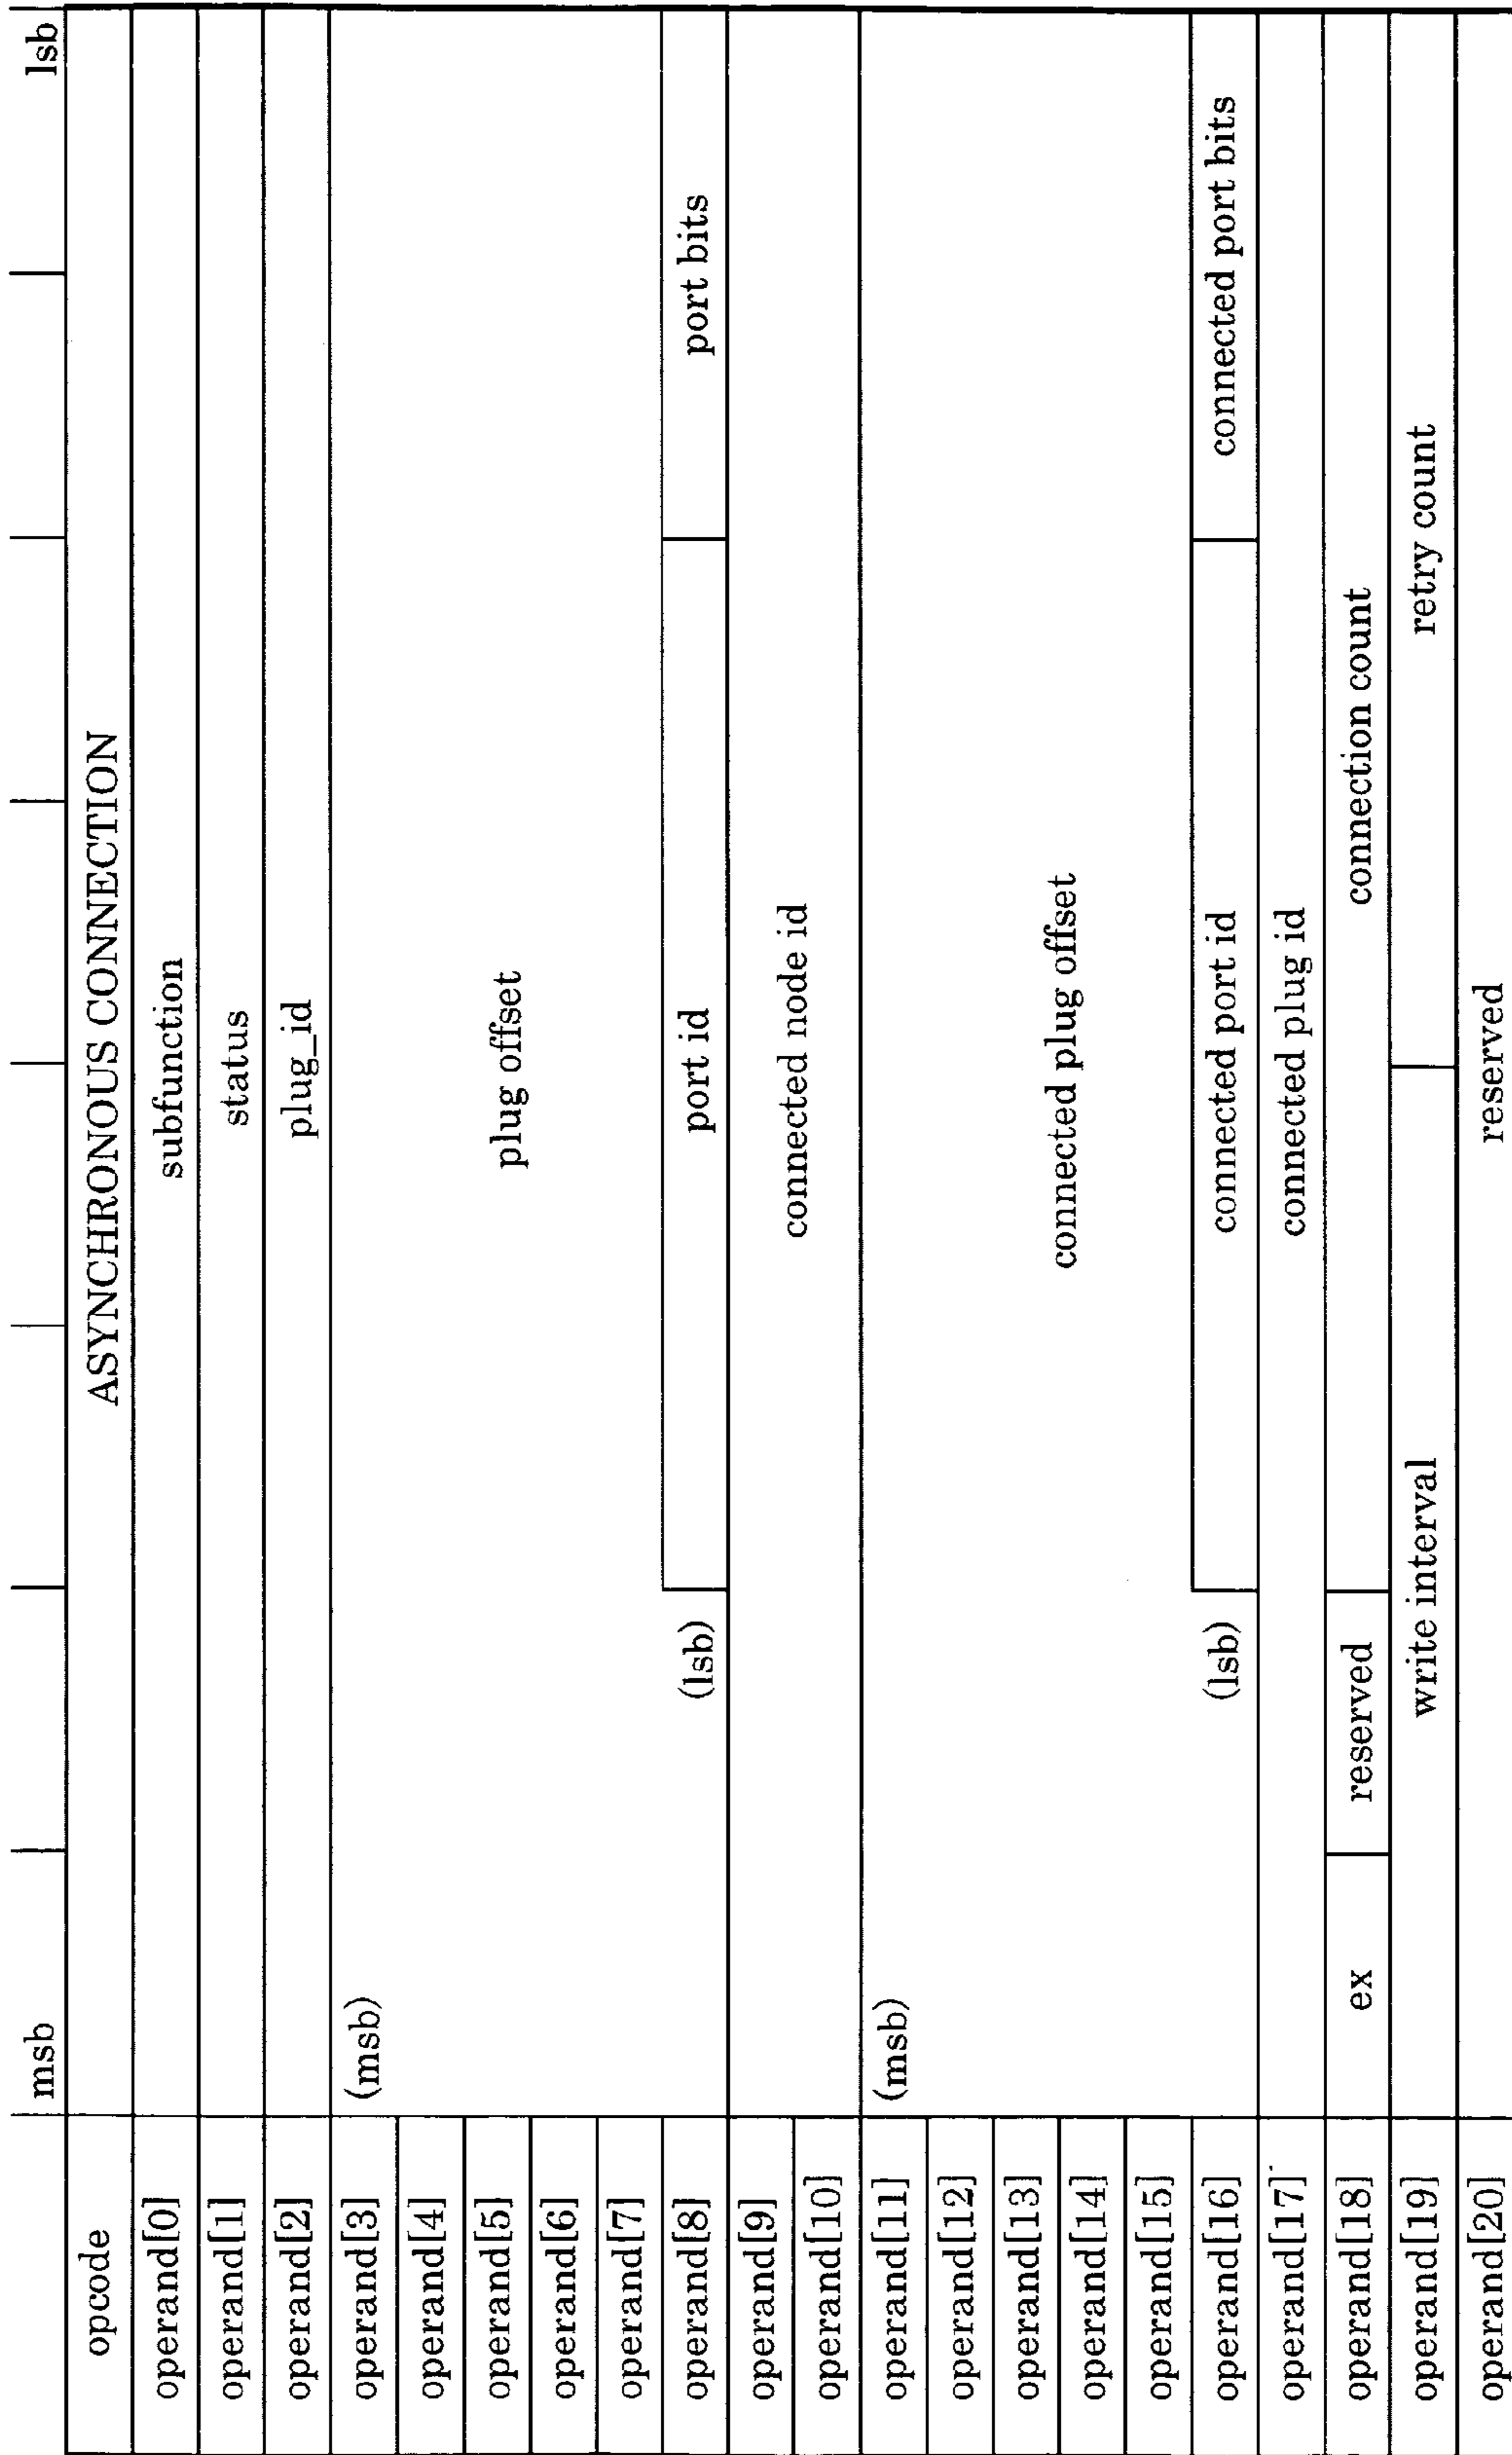 msb lsb
opcode ASYNCHRONOUS CONNECTION
operand[0] subfunction
operand[1] status
operand[2] plug_id
operand[3] (msb)
operand[4]
operand[5] plug offset
operand[6]
operand[7]
operand[8] (lsb) port id port bits
operand[9] connected node id
operand[10]
operand[11] (msb)
operand[12]
operand[13]
operand[14] connected plug offset
operand[15]
operand[16] (lsb) connected port id connected port bits
operand[17] connected plug id
operand[18] ex reserved connection count
operand[19] write interval retry count
operand[20] reserved